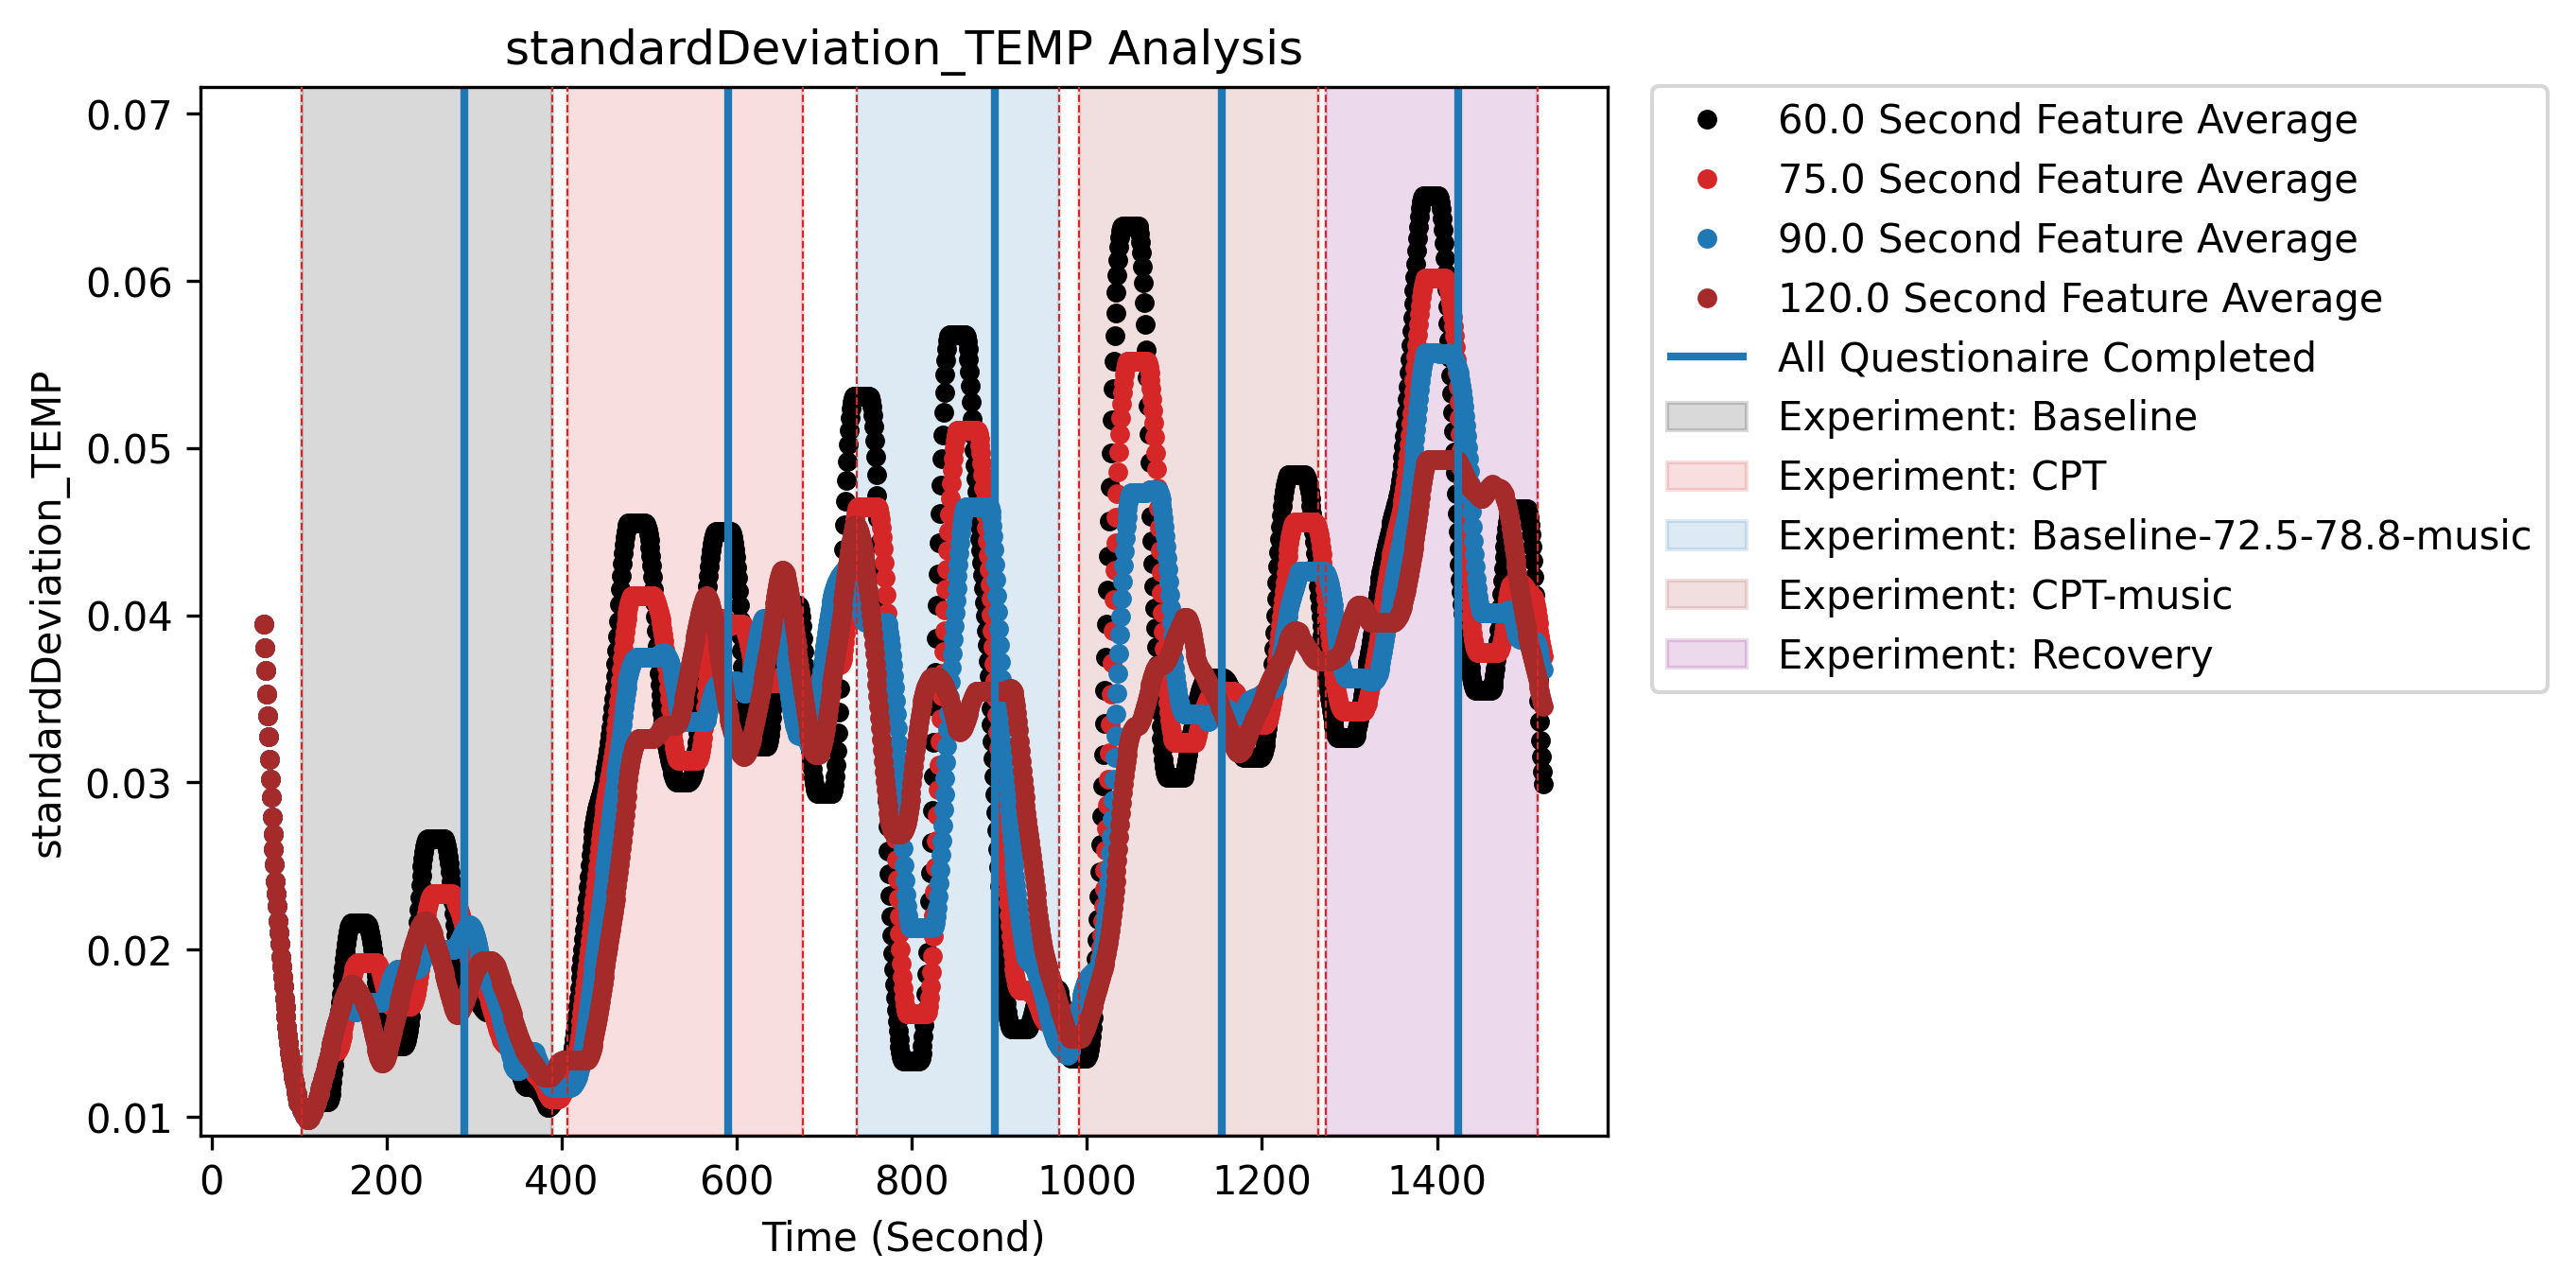 standardDeviation_TEMP Analysis
0.07
0.06
0.05
0.04
0.03
0.02
0.01
standardDeviation_TEMP
0 200 400 600 800 1000 1200 1400
Time (Second)
60.0 Second Feature Average
75.0 Second Feature Average
90.0 Second Feature Average
120.0 Second Feature Average
All Questionaire Completed
Experiment: Baseline
Experiment: CPT
Experiment: Baseline-72.5-78.8-music
Experiment: CPT-music
Experiment: Recovery